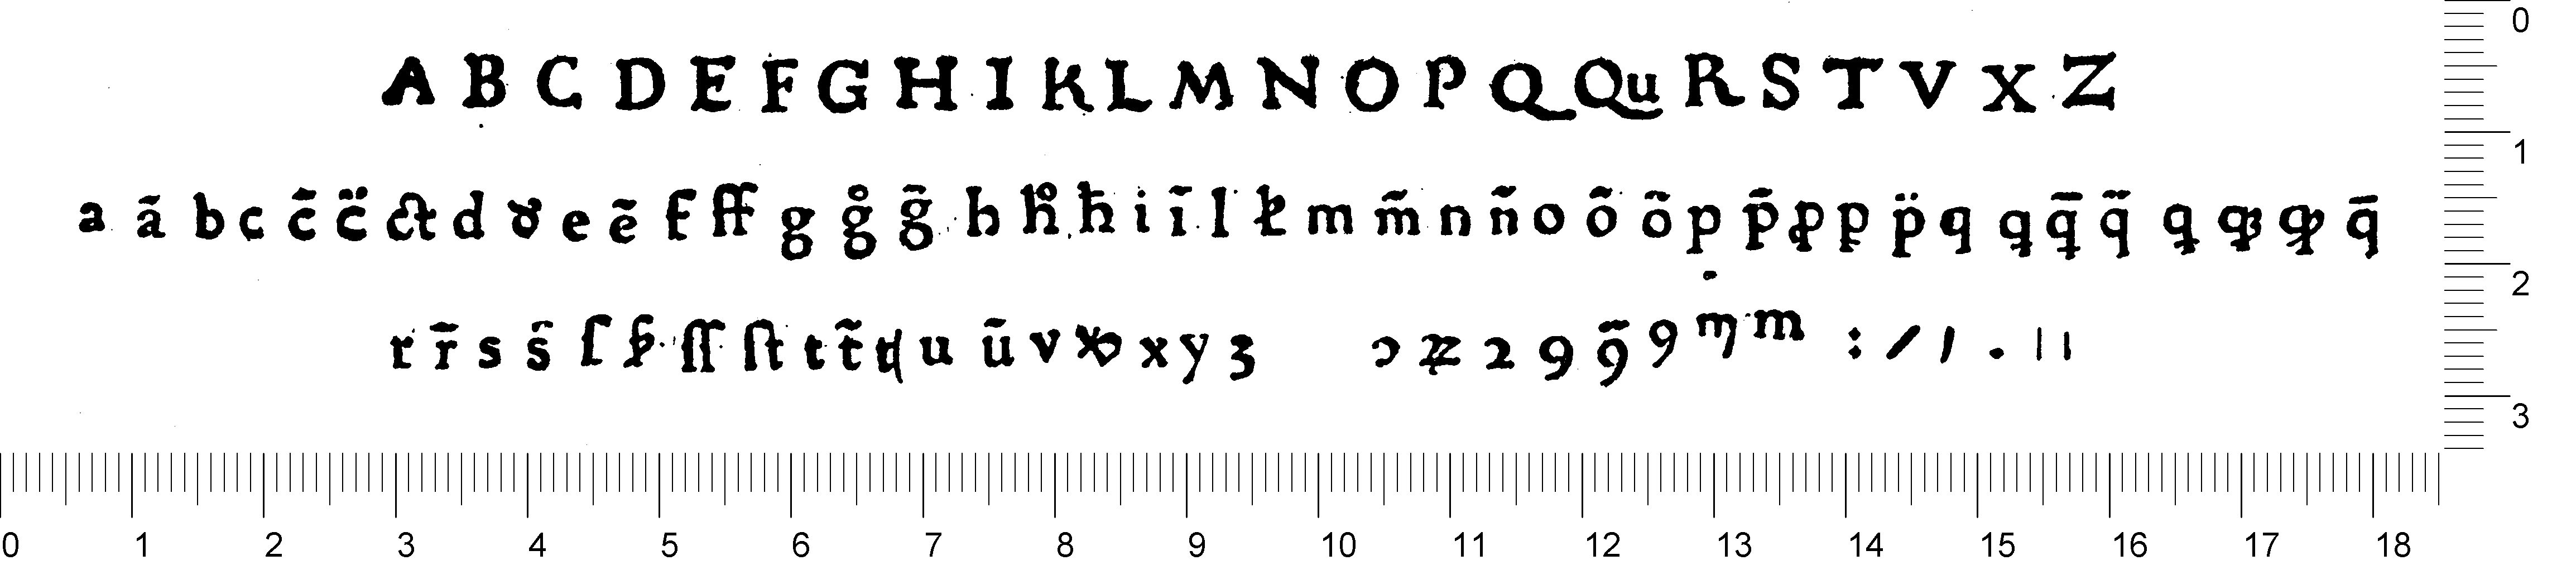 A B C D E F G H I K L M N O P Q Qu R S T V X Z
a ã b c c̃ c̈ ct d ꝺ e ẽ f ff g g̊ g̃ h h̊ ħ i ĩ l ł m m̃ n ñ o õ õ p p̃ ꝓ ꝑ p̈ q ꝗ ꝗ̄ q̃ ꝗ q̄
r r̃ s s̃ ſ ſſ ſt t t̃ u ũ v x y ʒ ɔ ꝛ 9 9̃ 9 m : / . | |
0 1 2 3 4 5 6 7 8 9 10 11 12 13 14 15 16 17 18
0
1
2
3